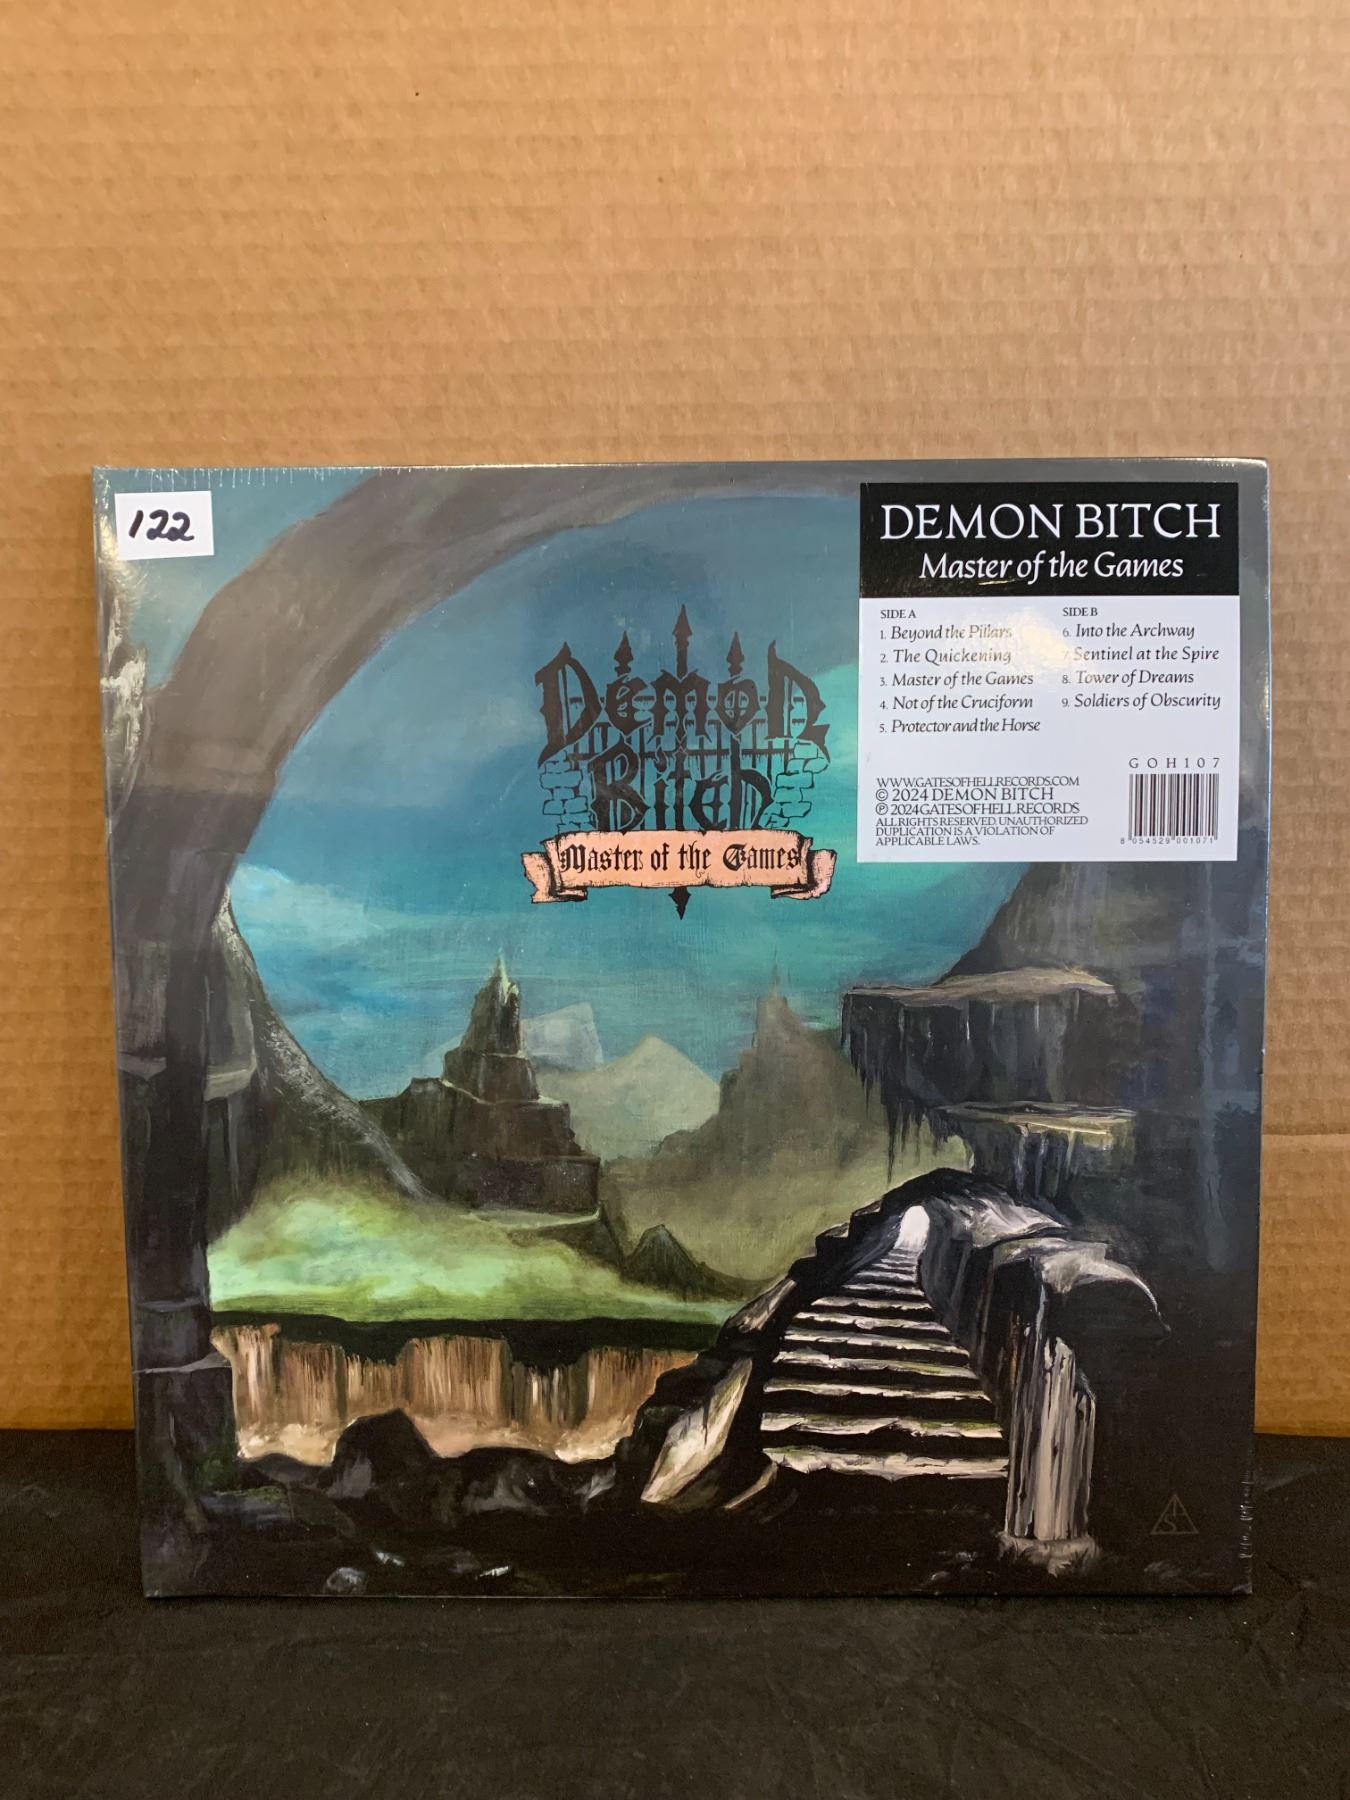 122
DEMON BITCH
Master of the Games
SIDE A
1. Beyond the Pillars
2. The Quickening
3. Master of the Games
4. Not of the Cruciform
5. Protector and the Horse
SIDE B
6. Into the Archway
7. Sentinel at the Spire
8. Tower of Dreams
9. Soldiers of Obscurity
WWW.GATESOFHELLRECORDS.COM
© 2024 DEMON BITCH
℗ 2024 GATES OF HELL RECORDS
ALL RIGHTS RESERVED. UNAUTHORIZED
DUPLICATION IS A VIOLATION OF
APPLICABLE LAWS.
GOH107
8 054529 001071
Demon
Bitch
Master of the Games